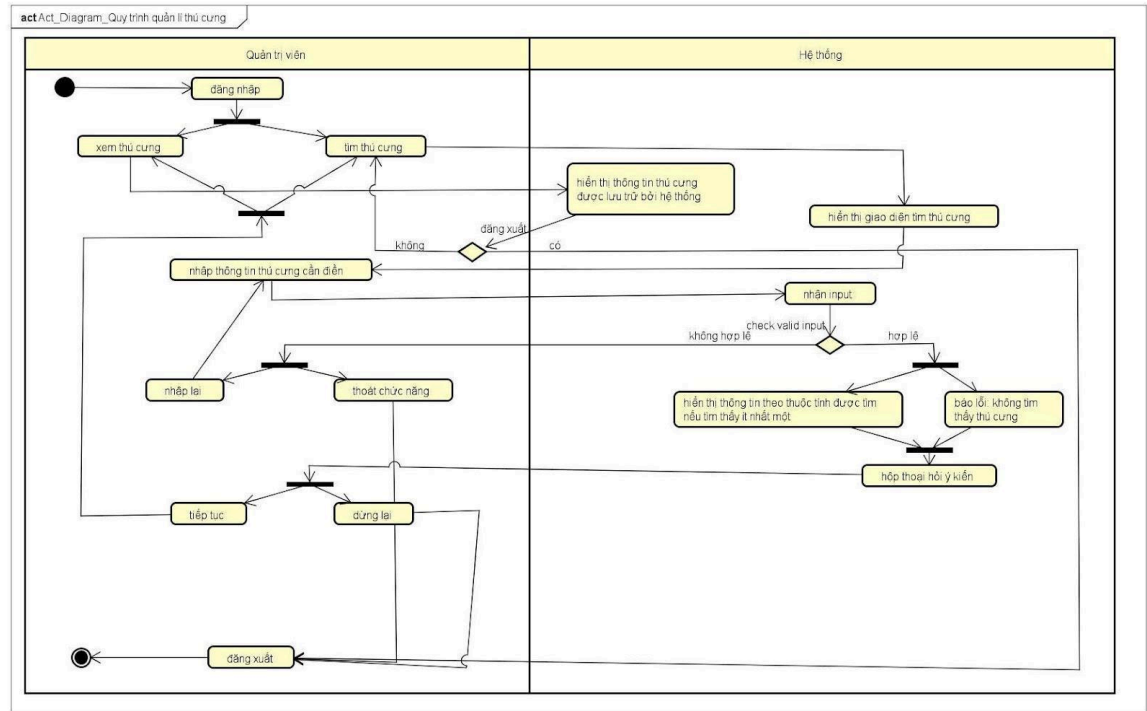 act Act_Diagram_Quy trình quản lí thú cưng
Quản trị viên
Hệ thống
đăng nhập
xem thú cưng
tìm thú cưng
hiển thị thông tin thú cưng
được lưu trữ bởi hệ thống
hiển thị giao diện tìm thú cưng
đăng xuất
không
có
nhập thông tin thú cưng cần điền
nhận input
check valid input
không hợp lệ
hợp lệ
nhập lại
thoát chức năng
hiển thị thông tin theo thuộc tính được tìm
nếu tìm thấy ít nhất một
báo lỗi: không tìm
thấy thú cưng
hộp thoại hỏi ý kiến
tiếp tục
dừng lại
đăng xuất